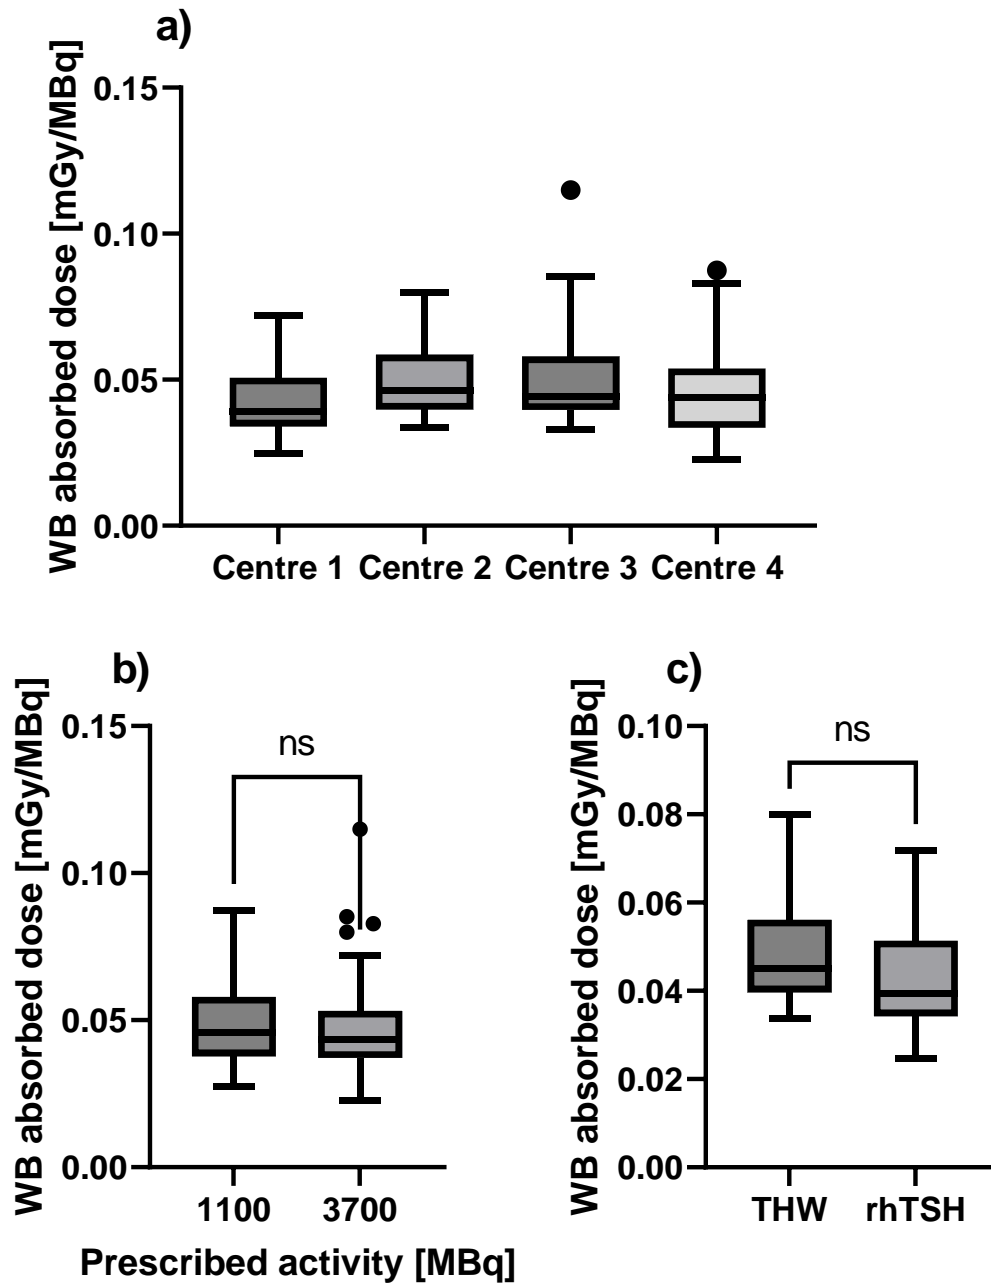 a)
WB absorbed dose [mGy/MBq]
0.15
0.10
0.05
0.00
Centre 1 Centre 2 Centre 3 Centre 4
b)
WB absorbed dose [mGy/MBq]
0.15
0.10
0.05
0.00
ns
1100 3700
Prescribed activity [MBq]
c)
WB absorbed dose [mGy/MBq]
0.10
0.08
0.06
0.04
0.02
0.00
ns
THW rhTSH